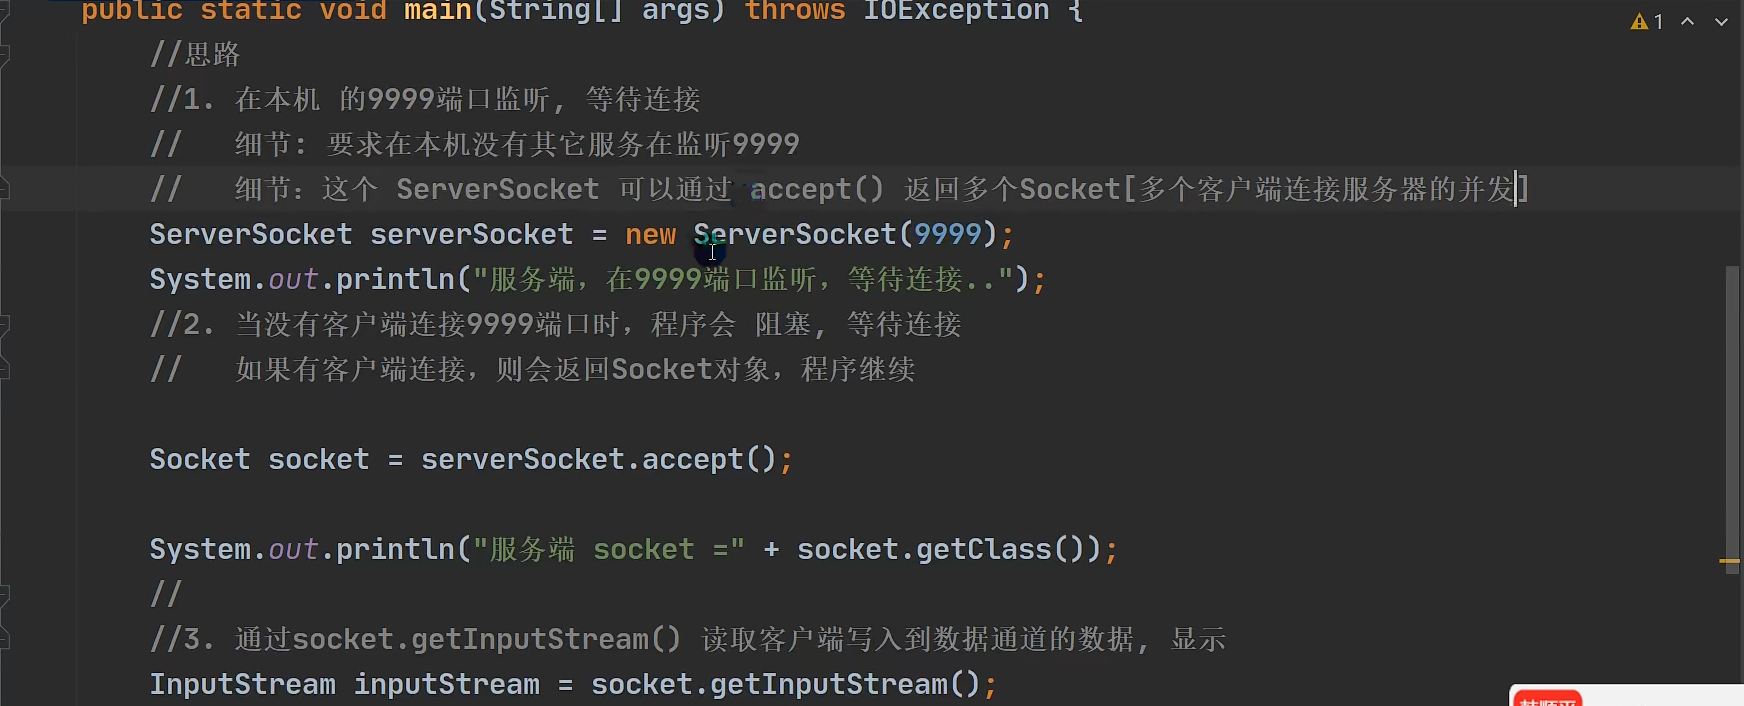 public static void main(String[] args) throws IOException {
1
//思路
//1. 在本机 的9999端口监听, 等待连接
//   细节: 要求在本机没有其它服务在监听9999
//   细节：这个 ServerSocket 可以通过 accept() 返回多个Socket[多个客户端连接服务器的并发]
ServerSocket serverSocket = new ServerSocket(9999);
System.out.println("服务端，在9999端口监听，等待连接..");
//2. 当没有客户端连接9999端口时，程序会 阻塞, 等待连接
//   如果有客户端连接，则会返回Socket对象，程序继续
Socket socket = serverSocket.accept();
System.out.println("服务端 socket =" + socket.getClass());
//
//3. 通过socket.getInputStream() 读取客户端写入到数据通道的数据, 显示
InputStream inputStream = socket.getInputStream();